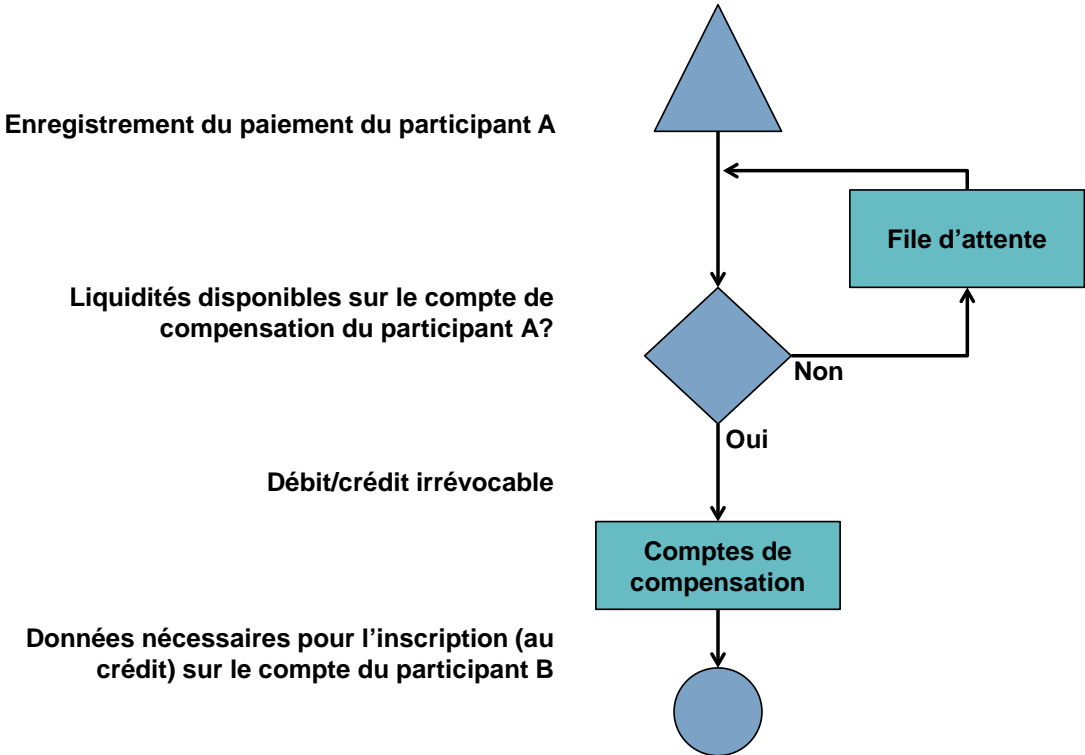 Enregistrement du paiement du participant A
File d’attente
Liquidités disponibles sur le compte de
compensation du participant A?
Non
Oui
Débit/crédit irrévocable
Comptes de
compensation
Données nécessaires pour l’inscription (au
crédit) sur le compte du participant B